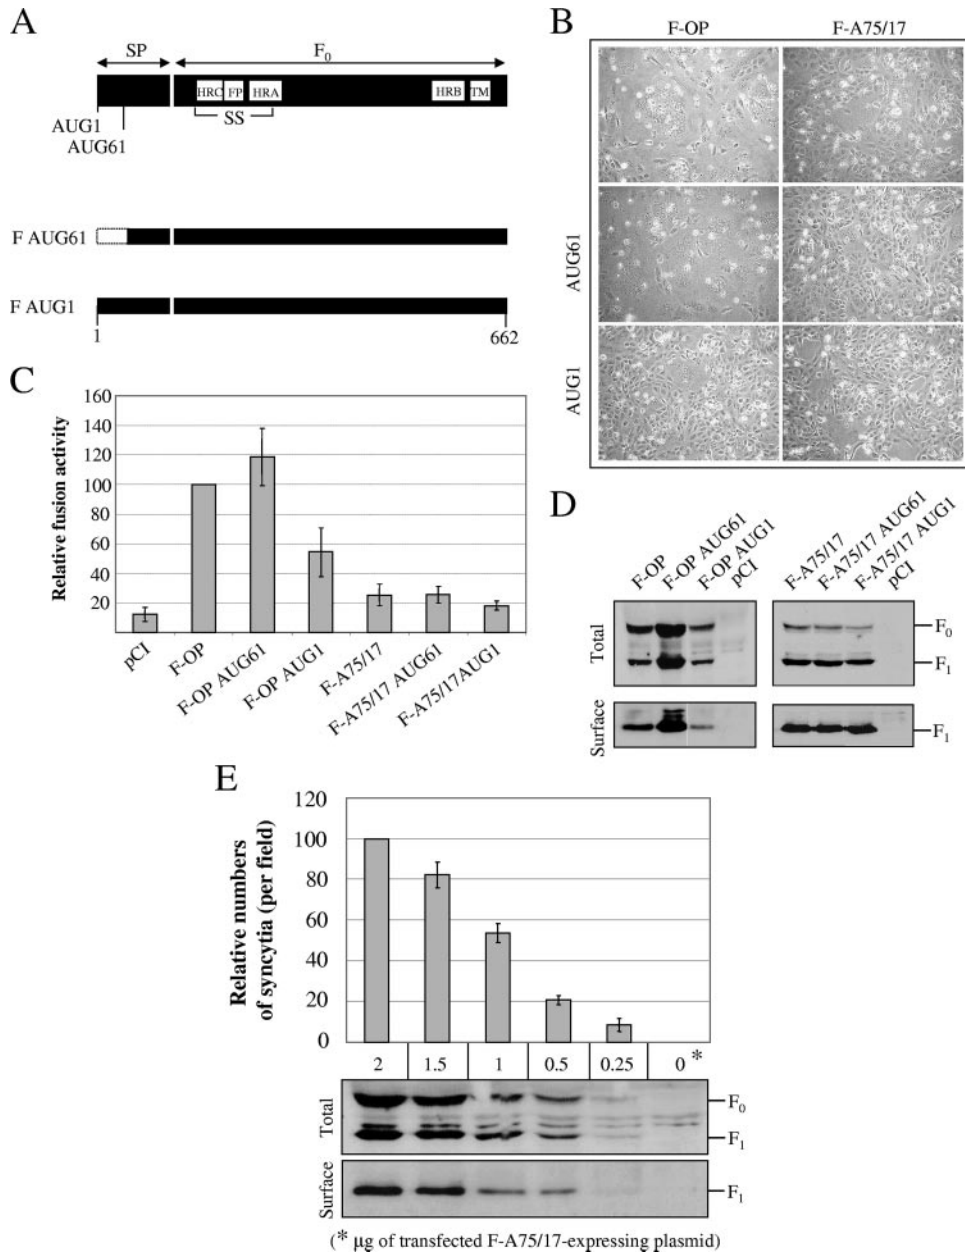 A
SP
F0
HRC FP HRA HRB TM
SS
AUG1
AUG61
F AUG61
F AUG1
1 662
B
F-OP F-A75/17
AUG61
AUG1
C
Relative fusion activity
160
140
120
100
80
60
40
20
pCI
F-OP
F-OP AUG61
F-OP AUG1
F-A75/17
F-A75/17 AUG61
F-A75/17AUG1
D
F-OP
F-OP AUG61
F-OP AUG1
pCI
F-A75/17
F-A75/17 AUG61
F-A75/17 AUG1
pCI
Total
F0
F1
Surface
F1
E
Relative numbers
of syncytia (per field)
120
100
80
60
40
20
0
2 1.5 1 0.5 0.25 0 *
Total
F0
F1
Surface
F1
(* µg of transfected F-A75/17-expressing plasmid)